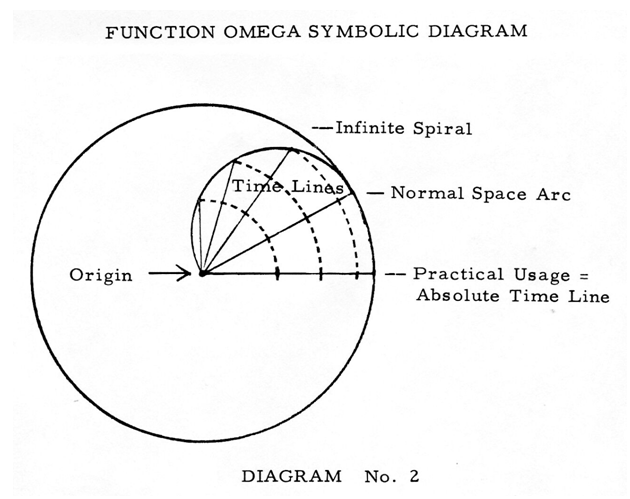 FUNCTION OMEGA SYMBOLIC DIAGRAM
Infinite Spiral
Time Lines
Normal Space Arc
Origin
Practical Usage =
Absolute Time Line
DIAGRAM No. 2